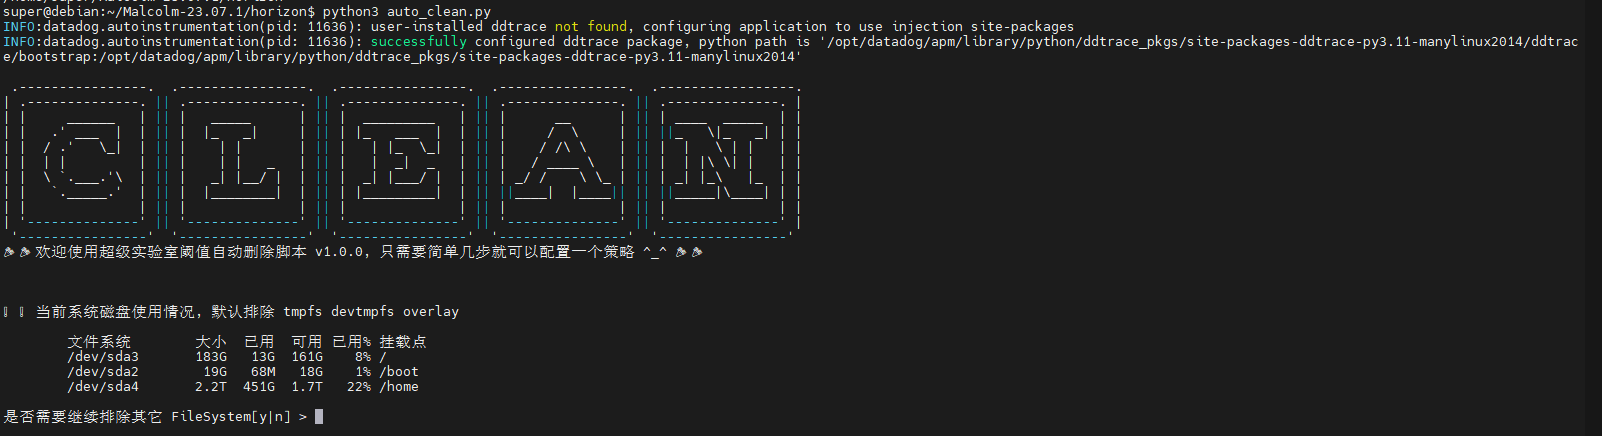 super@debian:~/Malcolm-23.07.1/horizon$ python3 auto_clean.py
INFO:datadog.autoinstrumentation(pid: 11636): user-installed ddtrace not found, configuring application to use injection site-packages
INFO:datadog.autoinstrumentation(pid: 11636): successfully configured ddtrace package, python path is '/opt/datadog/apm/library/python/ddtrace_pkgs/site-packages-ddtrace-py3.11-manylinux2014/ddtrac
e/bootstrap:/opt/datadog/apm/library/python/ddtrace_pkgs/site-packages-ddtrace-py3.11-manylinux2014'
CLEAN
欢迎使用超级实验室阈值自动删除脚本 v1.0.0，只需要简单几步就可以配置一个策略 ^_^
当前系统磁盘使用情况，默认排除 tmpfs devtmpfs overlay
文件系统 大小 已用 可用 已用% 挂载点
/dev/sda3 183G 13G 161G 8% /
/dev/sda2 19G 68M 18G 1% /boot
/dev/sda4 2.2T 451G 1.7T 22% /home
是否需要继续排除其它 FileSystem[y|n] >